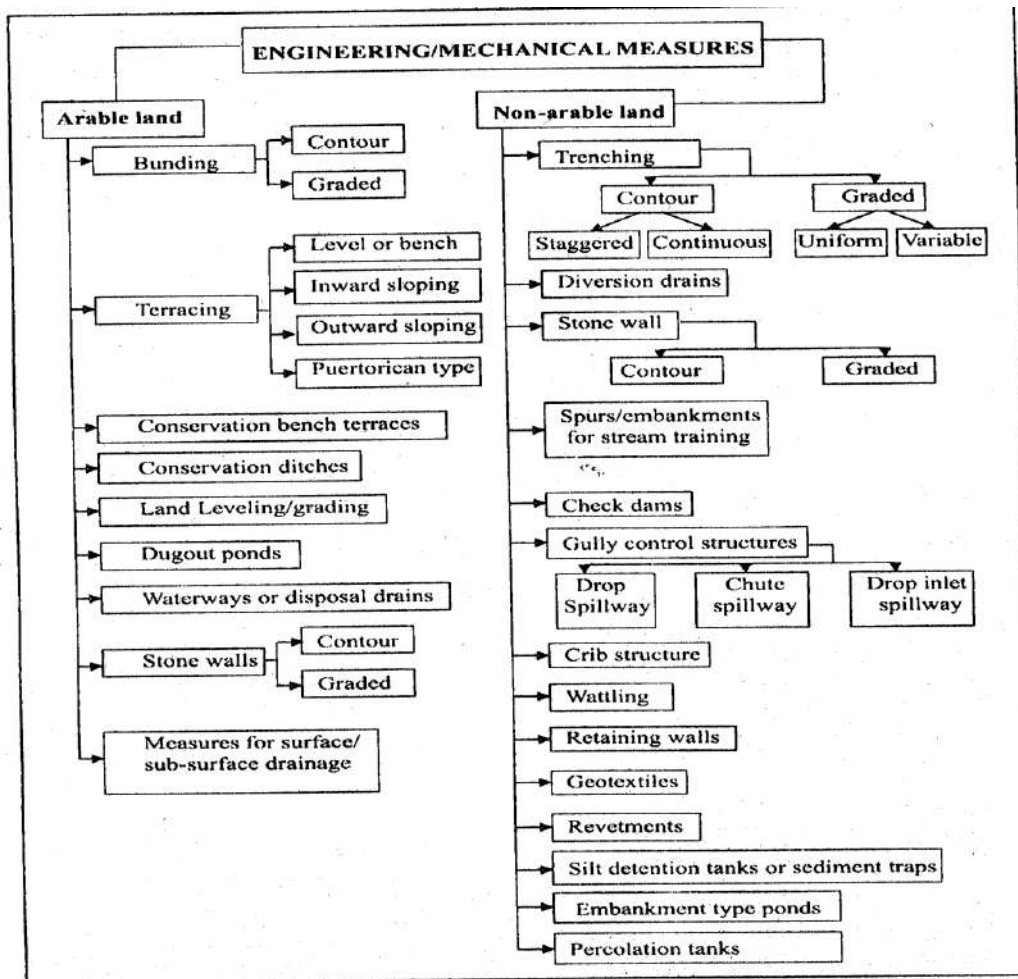 ENGINEERING/MECHANICAL MEASURES
Arable land
Bunding
Contour
Graded
Terracing
Level or bench
Inward sloping
Outward sloping
Puertorican type
Conservation bench terraces
Conservation ditches
Land Leveling/grading
Dugout ponds
Waterways or disposal drains
Stone walls
Contour
Graded
Measures for surface/
sub-surface drainage
Non-arable land
Trenching
Contour
Graded
Staggered
Continuous
Uniform
Variable
Diversion drains
Stone wall
Contour
Graded
Spurs/embankments
for stream training
Check dams
Gully control structures
Drop
Spillway
Chute
spillway
Drop inlet
spillway
Crib structure
Wattling
Retaining walls
Geotextiles
Revetments
Silt detention tanks or sediment traps
Embankment type ponds
Percolation tanks